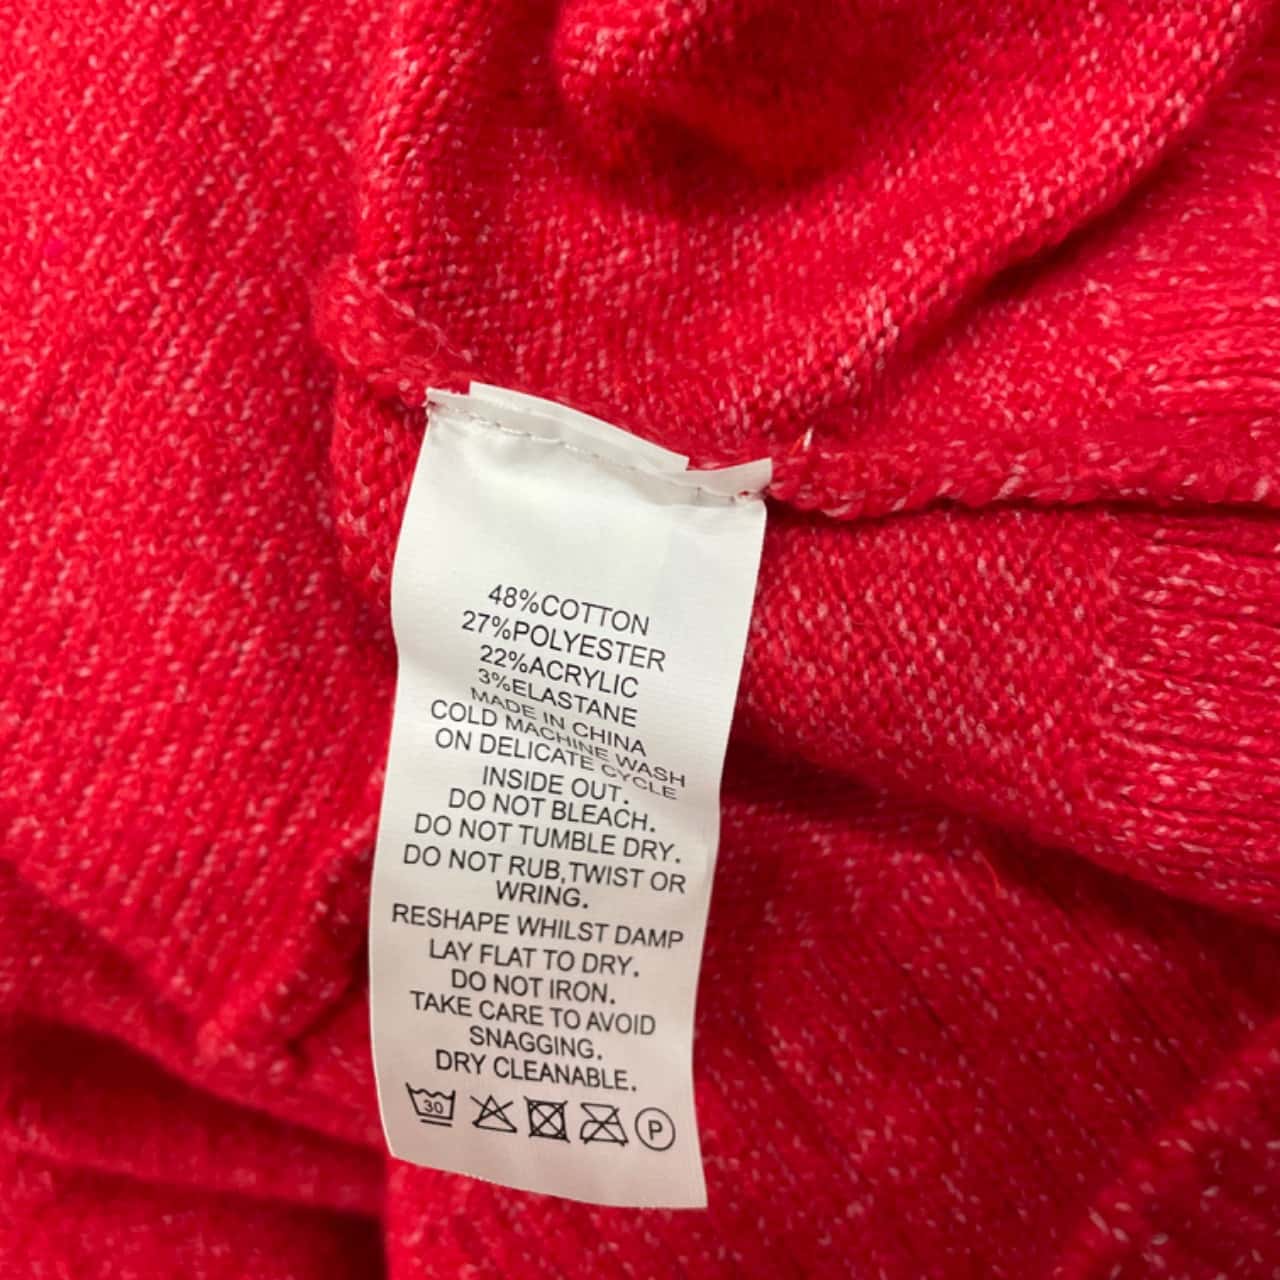 48%COTTON
27%POLYESTER
22%ACRYLIC
3%ELASTANE
MADE IN CHINA
COLD MACHINE WASH
ON DELICATE CYCLE
INSIDE OUT.
DO NOT BLEACH.
DO NOT TUMBLE DRY.
DO NOT RUB,TWIST OR
WRING.
RESHAPE WHILST DAMP
LAY FLAT TO DRY.
DO NOT IRON.
TAKE CARE TO AVOID
SNAGGING.
DRY CLEANABLE.
30 P